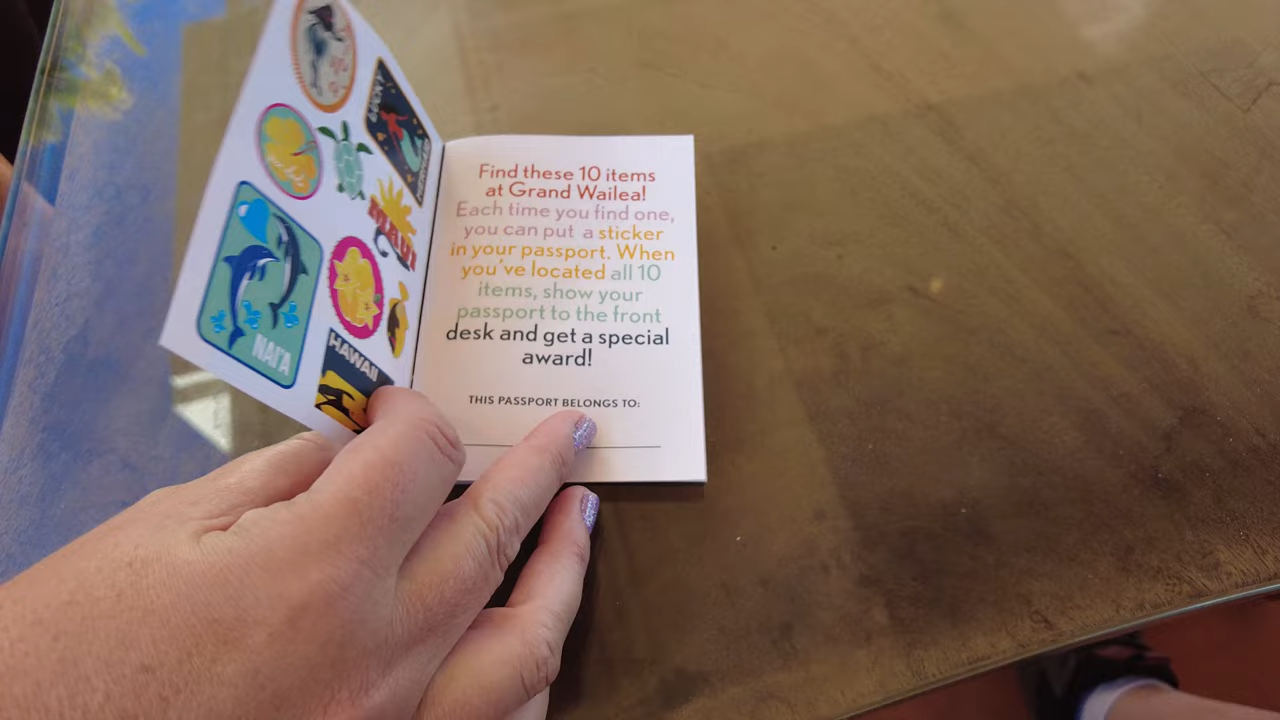 NAI'A
HAWAII
Find these 10 items
at Grand Wailea!
Each time you find one,
you can put a sticker
in your passport. When
you've located all 10
items, show your
passport to the front
desk and get a special
award!
THIS PASSPORT BELONGS TO: